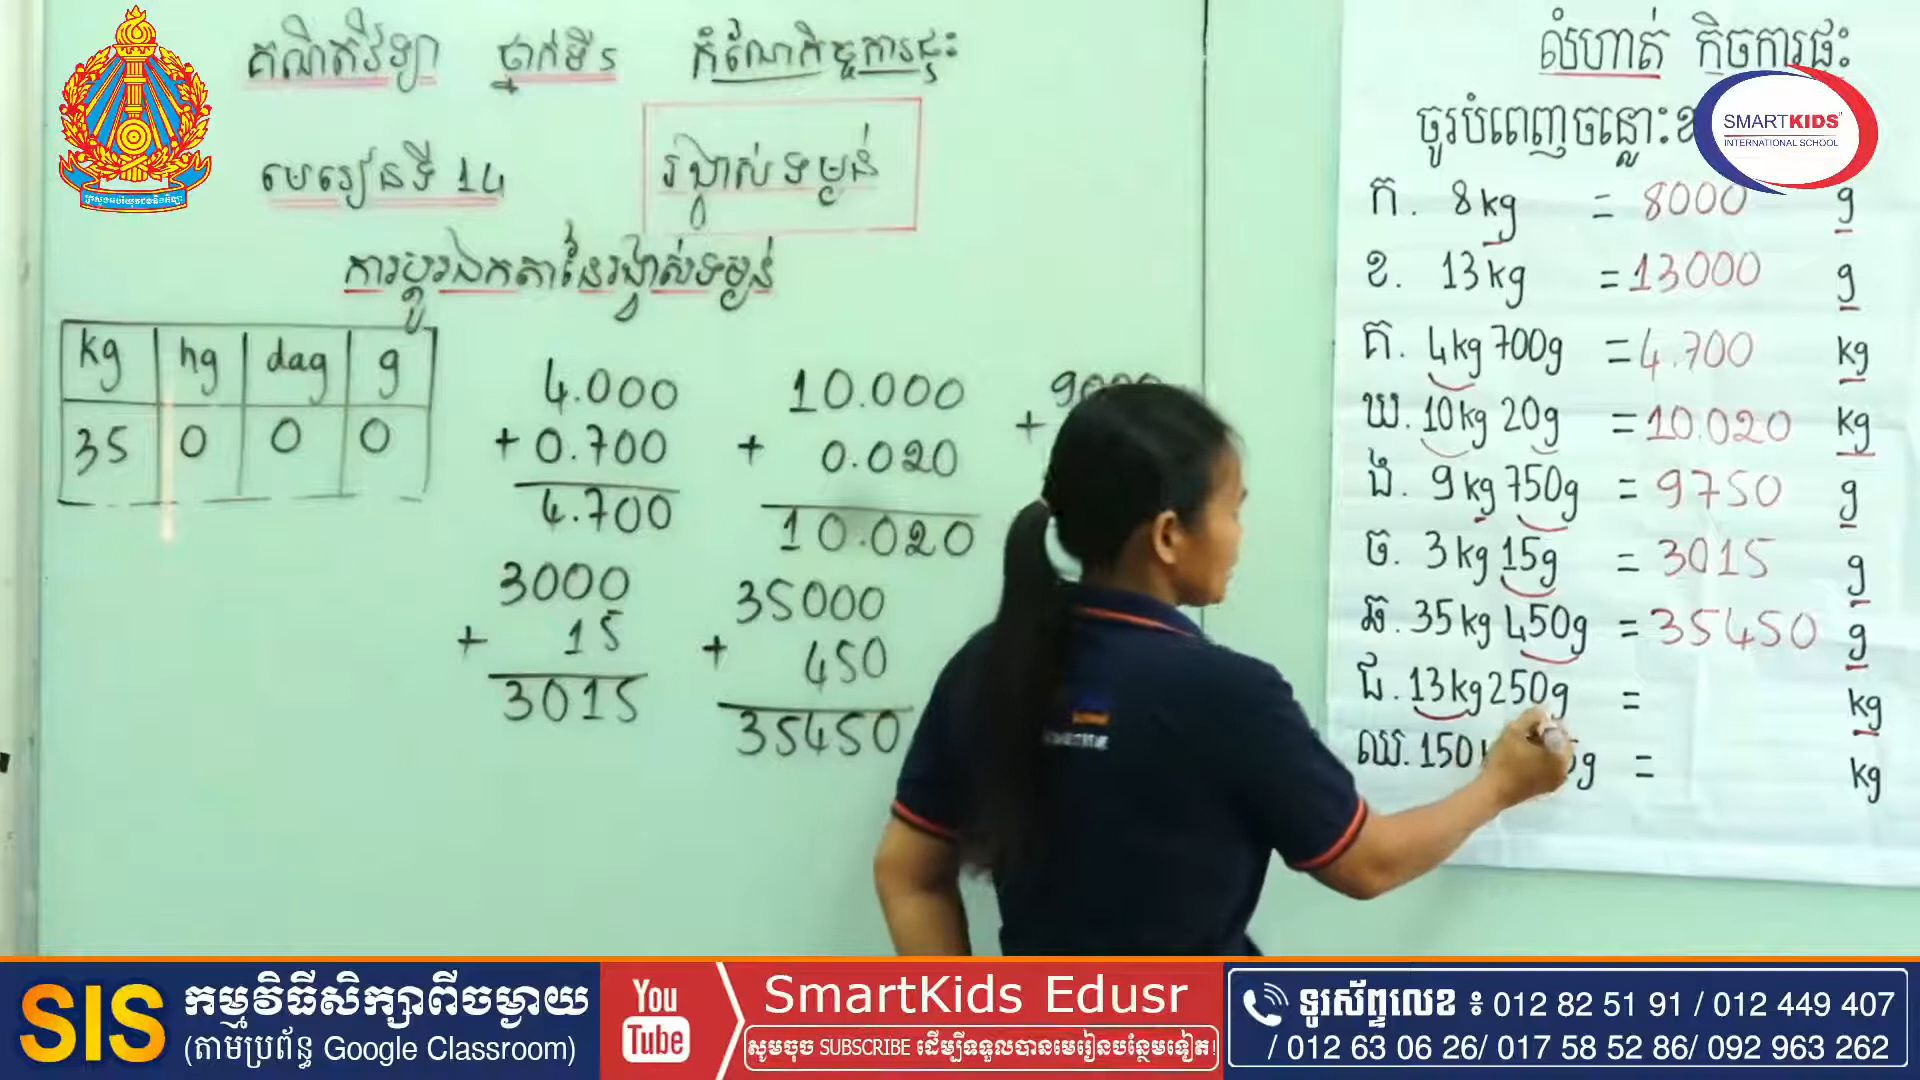 គណិតវិទ្យា ថ្នាក់ទី៥ កំណែកិច្ចការផ្ទះ
មេរៀនទី 14 រង្វាស់ទម្ងន់
ការប្តូរឯកតានៃរង្វាស់ទម្ងន់
kg hg dag g
35 0 0 0
4.000
+ 0.700
4.700
10.000
+ 0.020
10.020
+
3000
+ 15
3015
35000
+ 450
35450
លំហាត់ កិច្ចការផ្ទះ
ចូរបំពេញចន្លោះ
ក. 8kg = 8000 g
ខ. 13kg = 13000 g
គ. 4kg 700g = 4.700 kg
ឃ. 10kg 20g = 10.020 kg
ង. 9kg 750g = 9750 g
ច. 3kg 15g = 3015 g
ឆ. 35kg 450g = 35450 g
ជ. 13kg 250g = kg
ឈ. 150 g = kg
SMARTKIDS
INTERNATIONAL SCHOOL
SIS កម្មវិធីសិក្សាពីចម្ងាយ
(តាមប្រព័ន្ធ Google Classroom)
You Tube
SmartKids Edusr
សូមចុច SUBSCRIBE ដើម្បីទទួលបានមេរៀនបន្ថែមទៀត!
ទូរស័ព្ទលេខ ៖ 012 82 51 91 / 012 449 407
/ 012 63 06 26/ 017 58 52 86/ 092 963 262